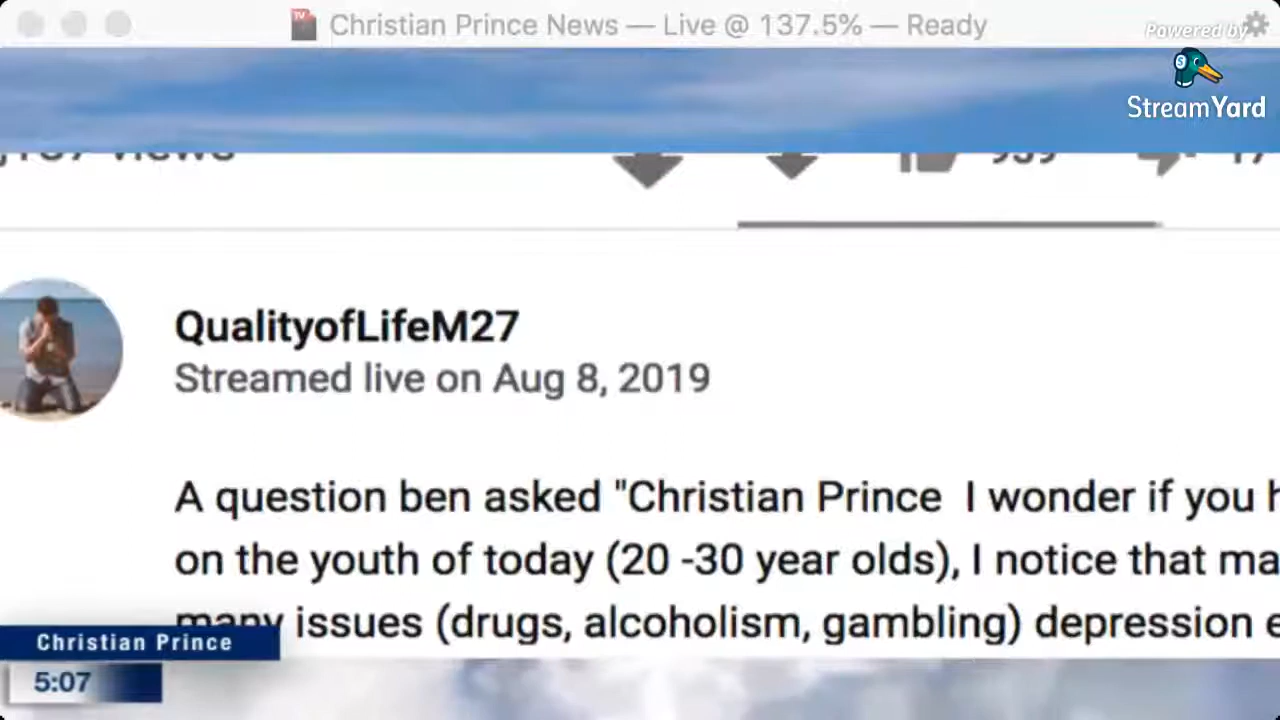 Christian Prince News — Live @ 137.5% — Ready
Powered by
StreamYard
views
QualityofLifeM27
Streamed live on Aug 8, 2019
A question ben asked "Christian Prince I wonder if you
on the youth of today (20 -30 year olds), I notice that
many issues (drugs, alcoholism, gambling) depression
Christian Prince
5:07